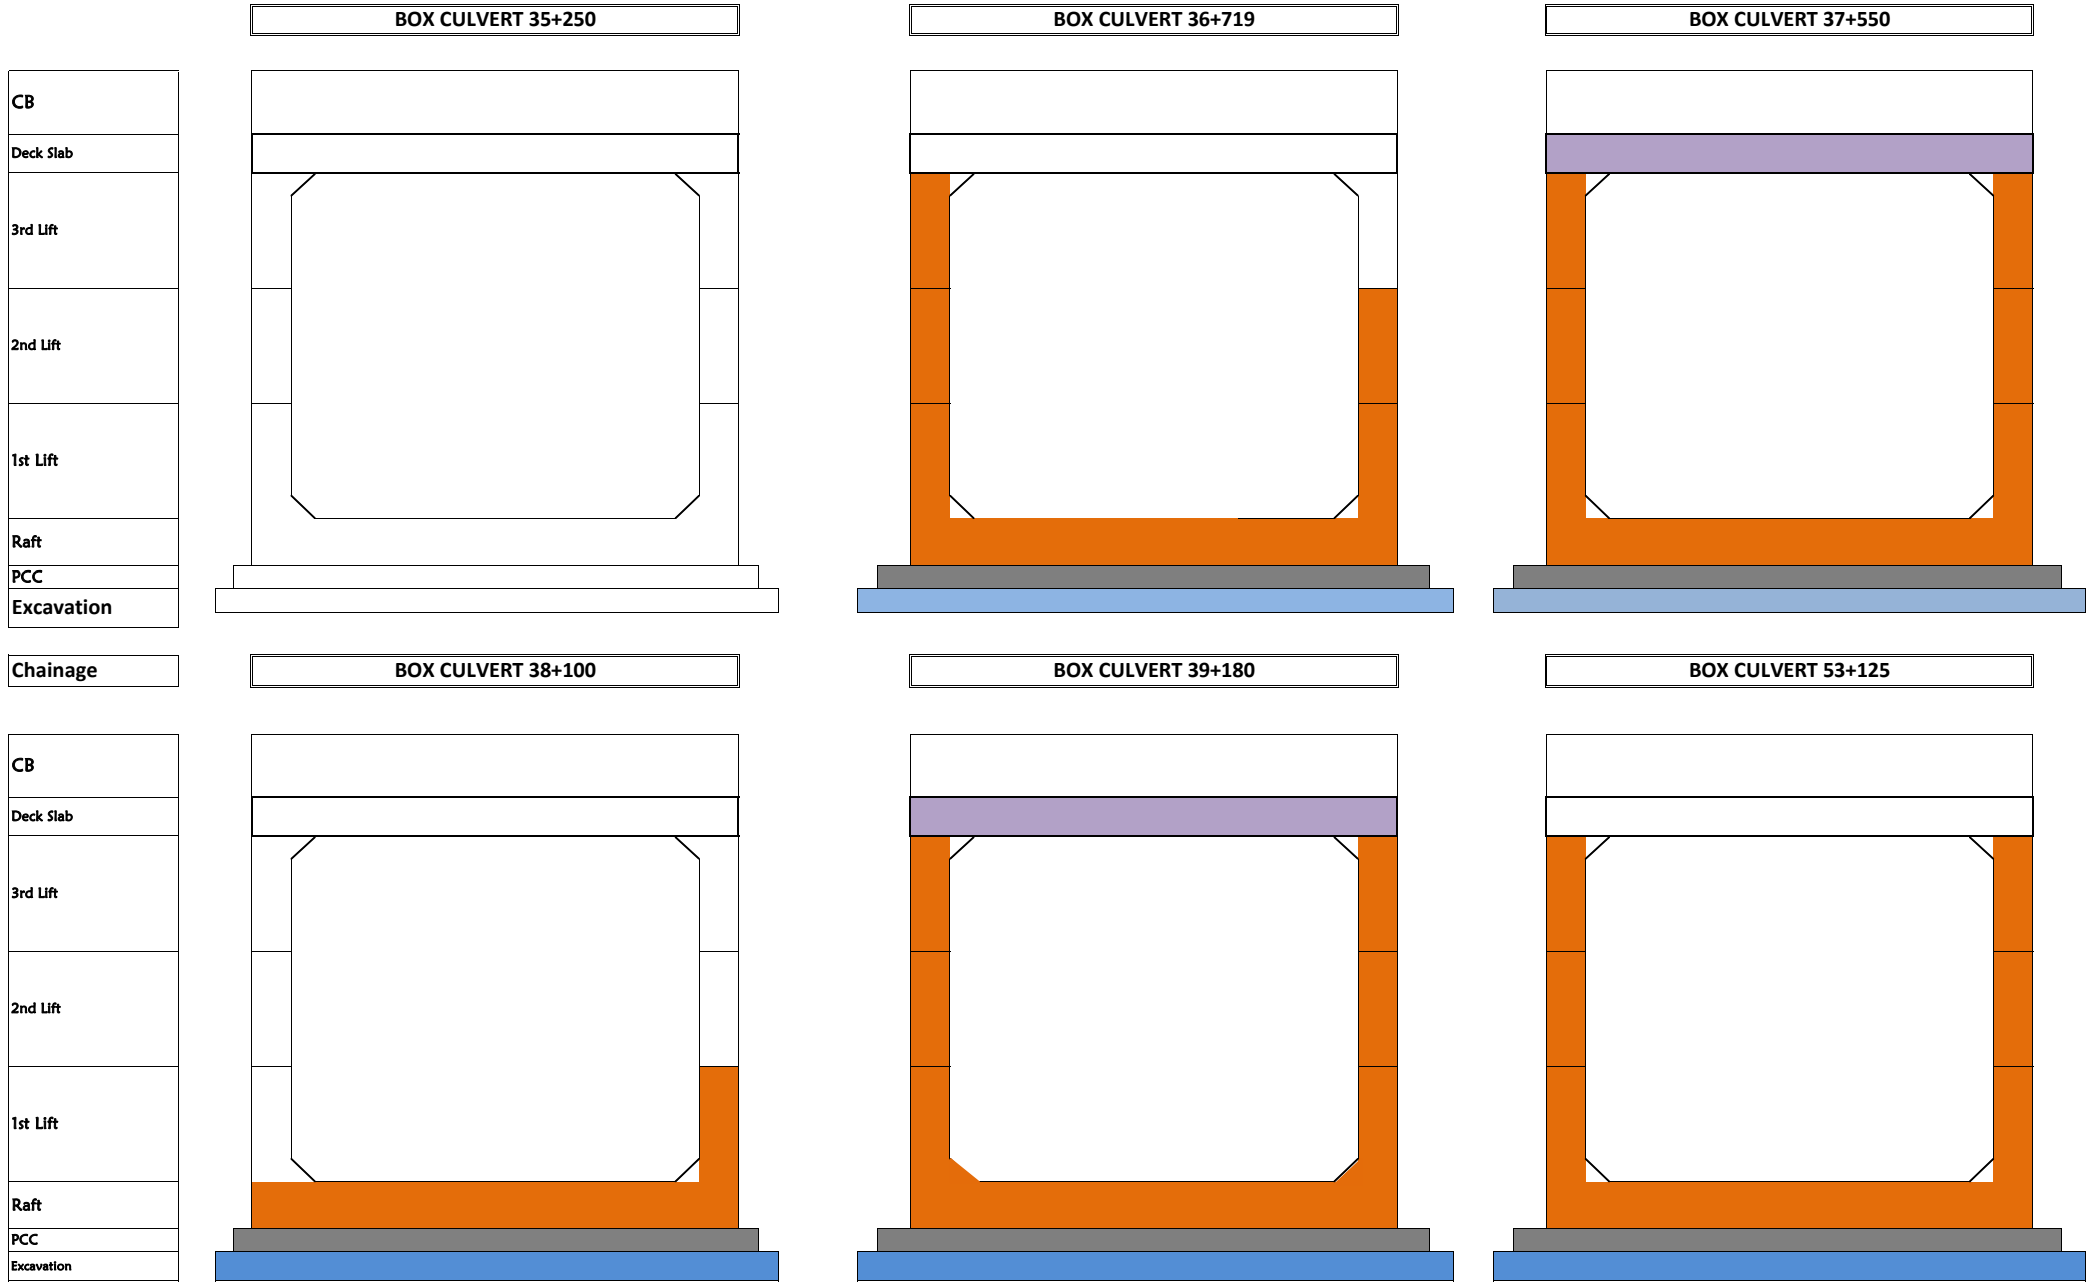 BOX CULVERT 35+250
BOX CULVERT 36+719
BOX CULVERT 37+550
CB
Deck Slab
3rd Lift
2nd Lift
1st Lift
Raft
PCC
Excavation
Chainage
BOX CULVERT 38+100
BOX CULVERT 39+180
BOX CULVERT 53+125
CB
Deck Slab
3rd Lift
2nd Lift
1st Lift
Raft
PCC
Excavation